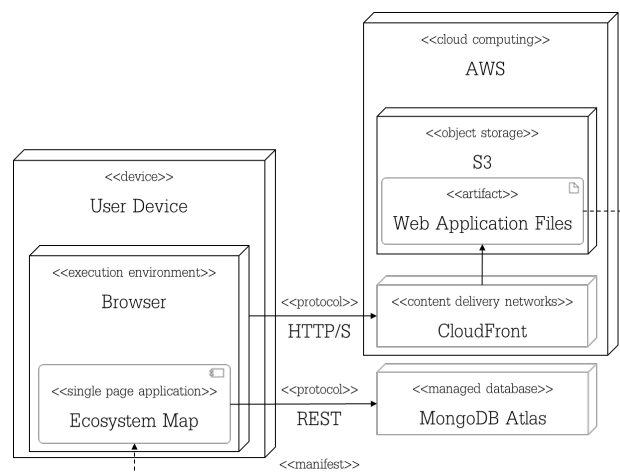 <<cloud computing>>
AWS
<<object storage>>
S3
<<artifact>>
Web Application Files
<<content delivery networks>>
CloudFront
<<device>>
User Device
<<execution environment>>
Browser
<<protocol>>
HTTP/S
<<single page application>>
Ecosystem Map
<<protocol>>
REST
<<managed database>>
MongoDB Atlas
<<manifest>>